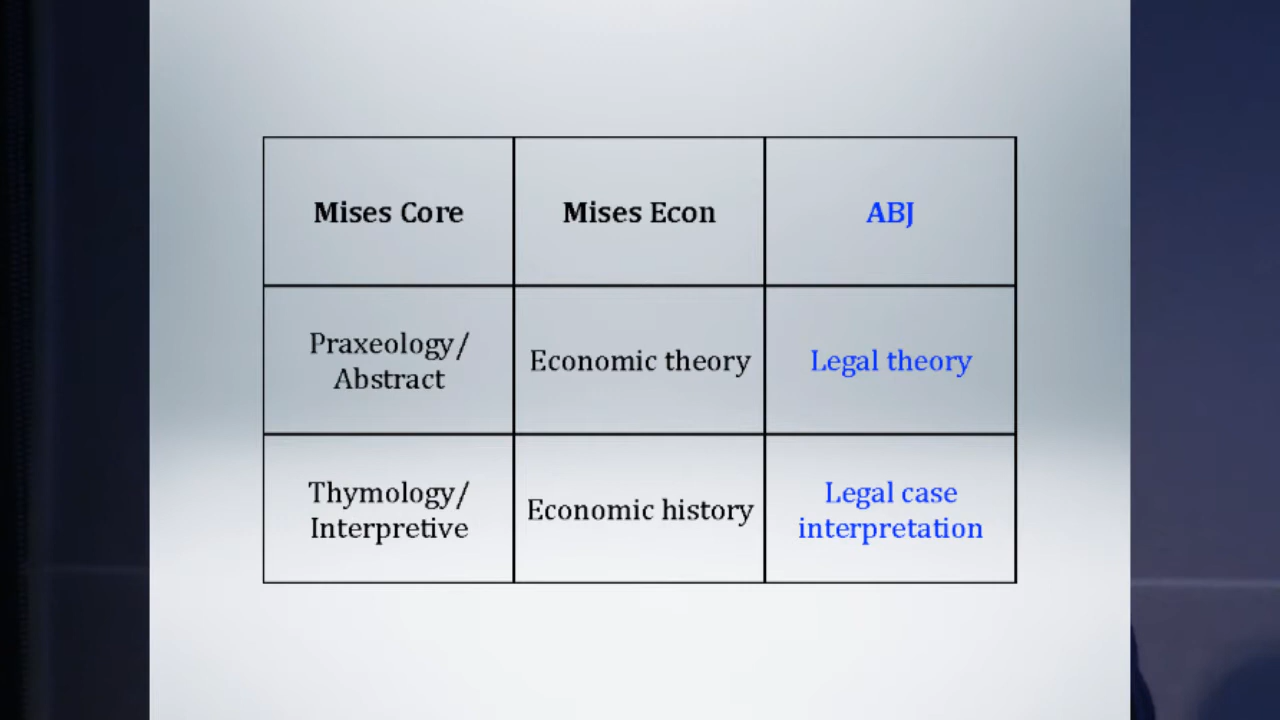 Mises Core
Mises Econ
ABJ
Praxeology/
Abstract
Economic theory
Legal theory
Thymology/
Interpretive
Economic history
Legal case
interpretation